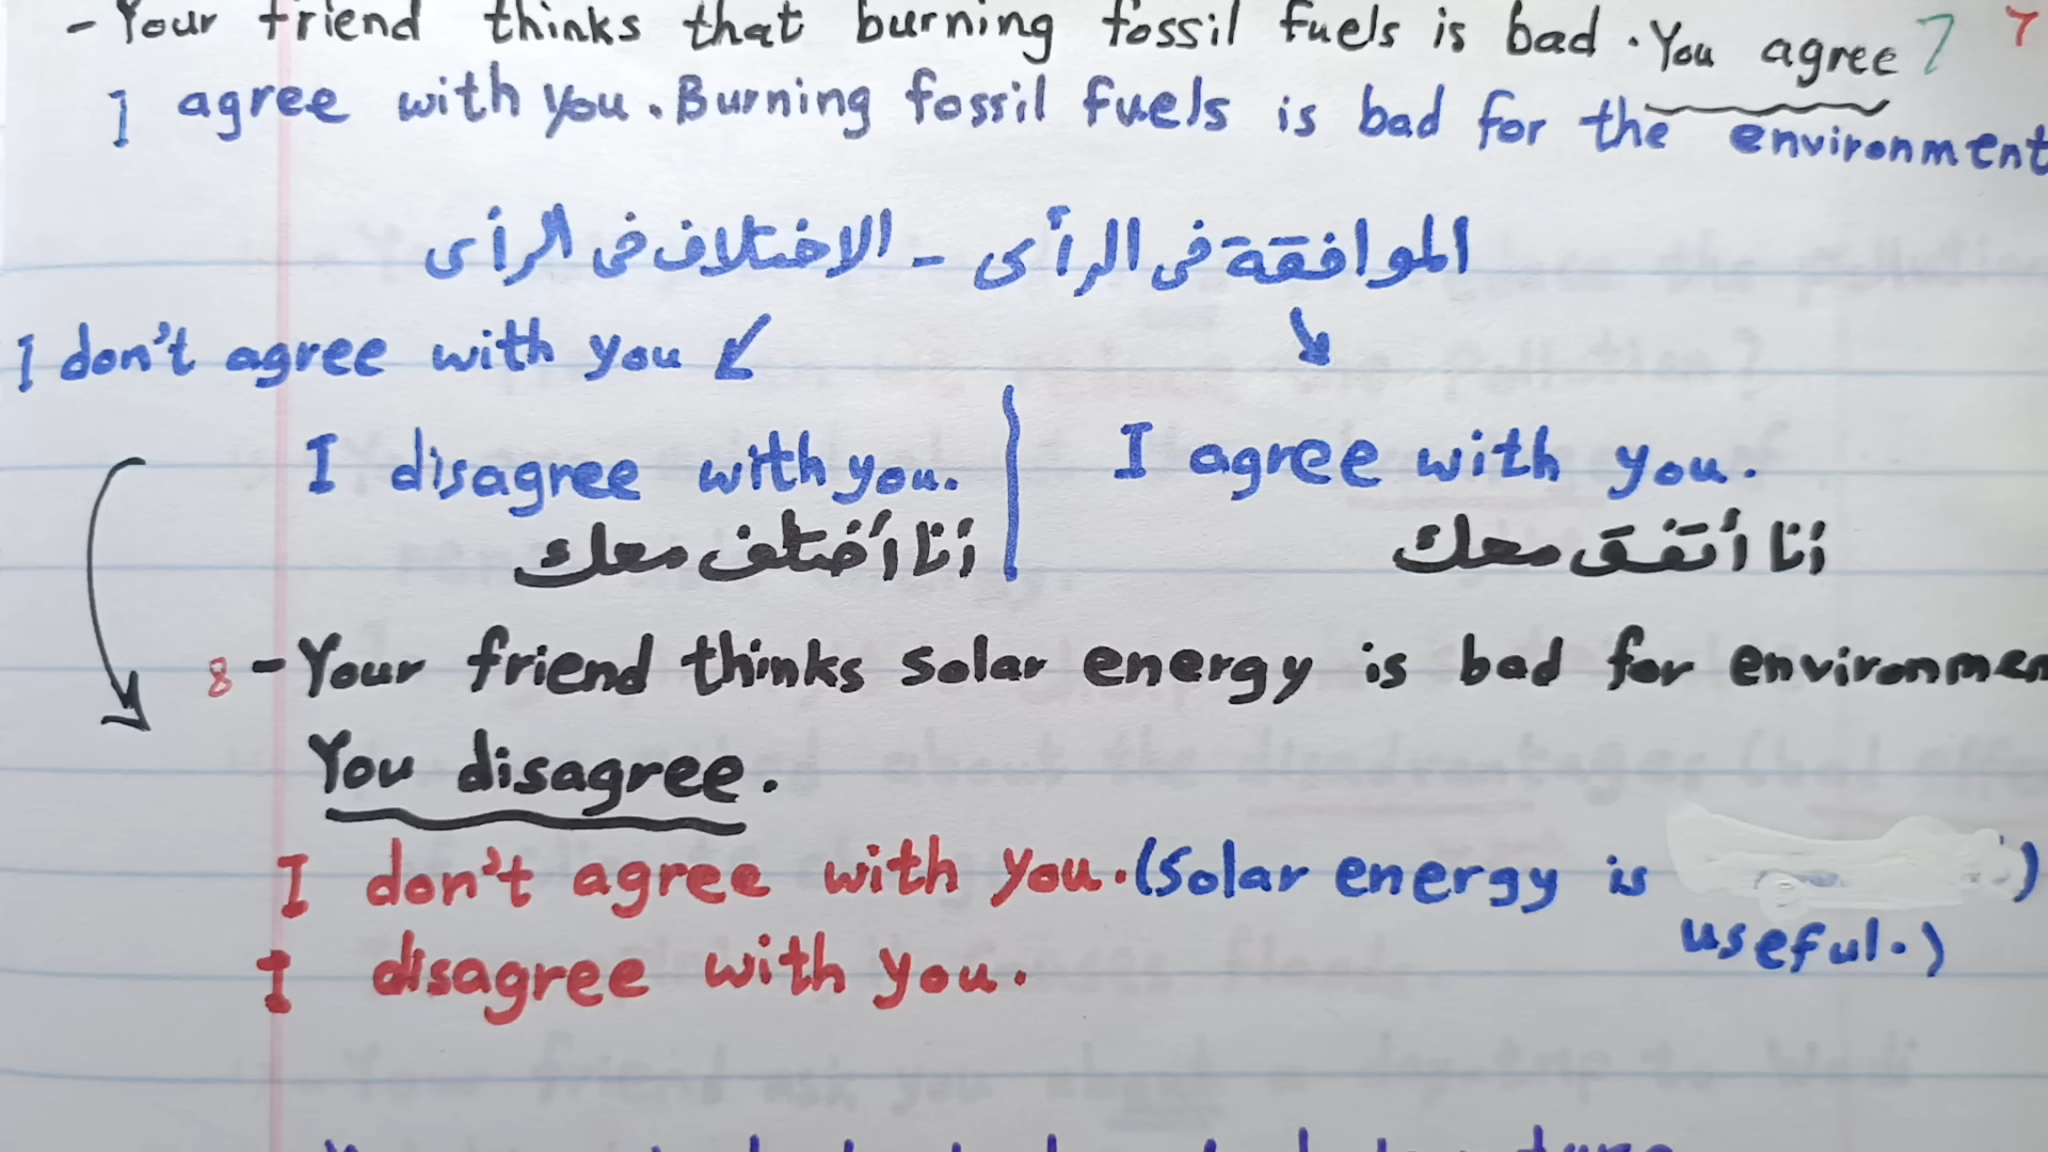 - Your friend thinks that burning fossil fuels is bad. You agree 7 7
I agree with you. Burning fossil fuels is bad for the environment
الموافقة فى الرأى - الاختلاف فى الرأى
I don't agree with you
I disagree with you. I agree with you.
أنا أختلف معك أنا أتفق معك
8 - Your friend thinks solar energy is bad for environmen
You disagree.
I don't agree with you. (Solar energy is )
useful.)
I disagree with you.